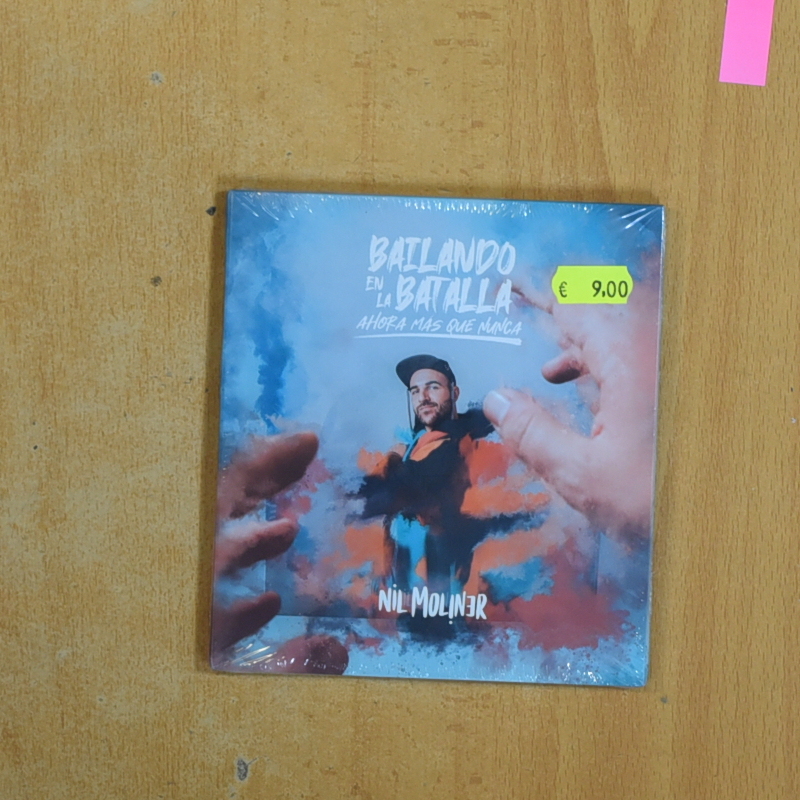 BAILANDO
EN LA BATALLA
AHORA MAS QUE NUNCA
€ 9.00
NIL MOLINER